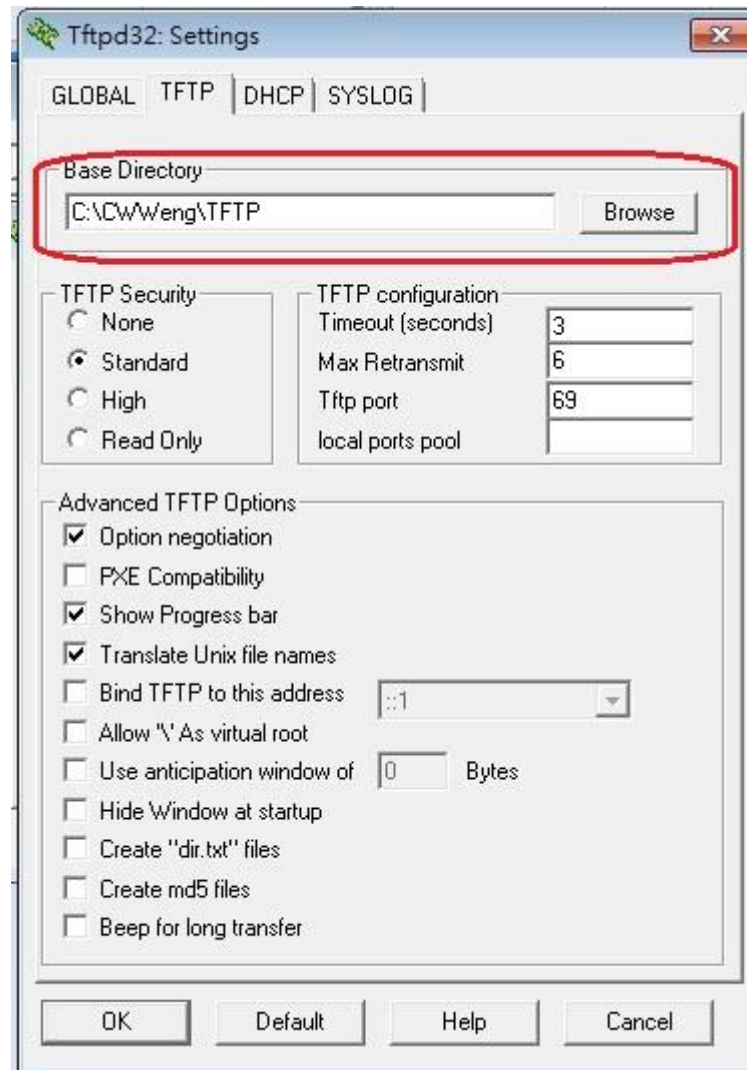 Tftpd32: Settings
GLOBAL TFTP DHCP SYSLOG
Base Directory
C:\CWWeng\TFTP Browse
TFTP Security
None
Standard
High
Read Only
TFTP configuration
Timeout (seconds) 3
Max Retransmit 6
Tftp port 69
local ports pool
Advanced TFTP Options
Option negotiation
PXE Compatibility
Show Progress bar
Translate Unix file names
Bind TFTP to this address ::1
Allow '\' As virtual root
Use anticipation window of 0 Bytes
Hide Window at startup
Create "dir.txt" files
Create md5 files
Beep for long transfer
OK Default Help Cancel